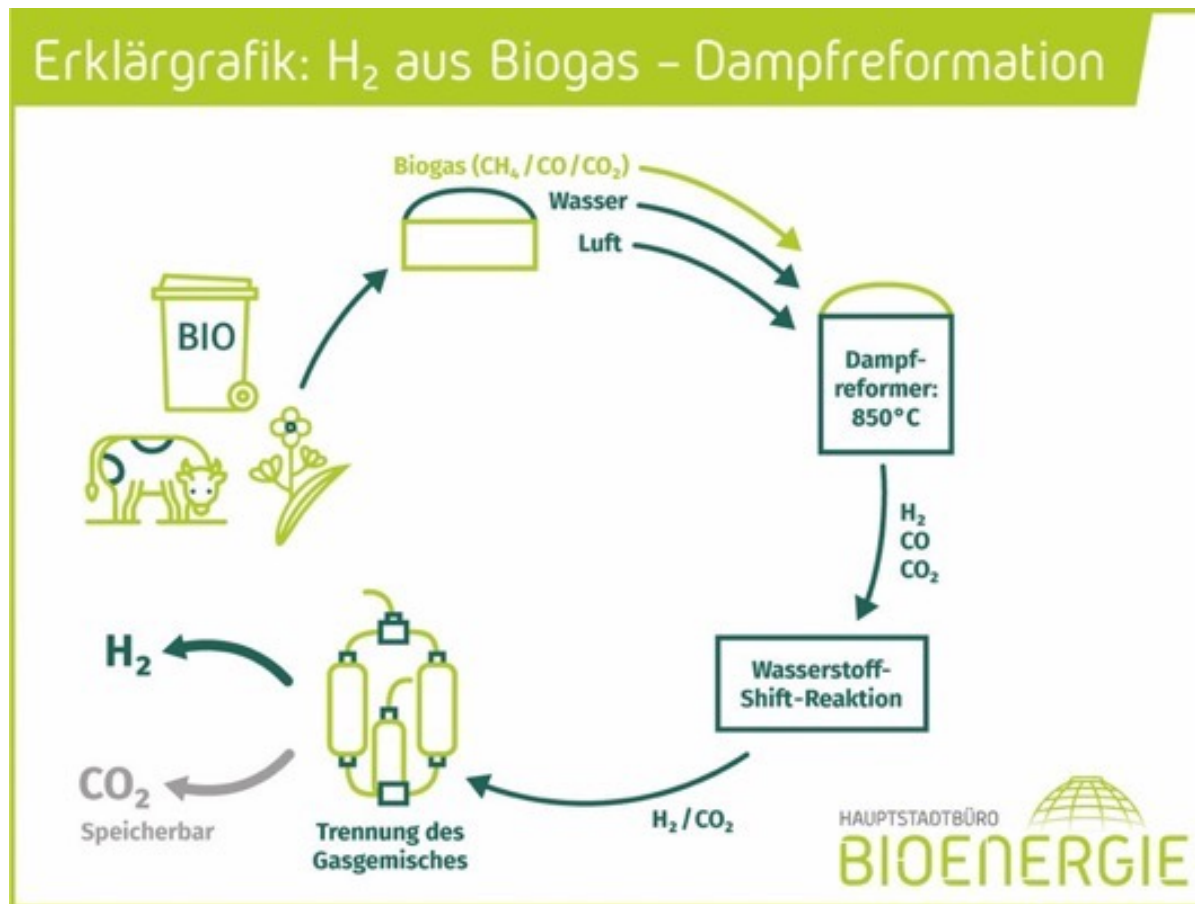 Erklärgrafik: H₂ aus Biogas – Dampfreformation
Biogas (CH₄/CO/CO₂)
Wasser
Luft
BIO
Dampf-
reformer:
850°C
H₂
CO
CO₂
Wasserstoff-
Shift-Reaktion
H₂/CO₂
Trennung des
Gasgemisches
H₂
CO₂
Speicherbar
HAUPTSTADTBÜRO
BIOENERGIE